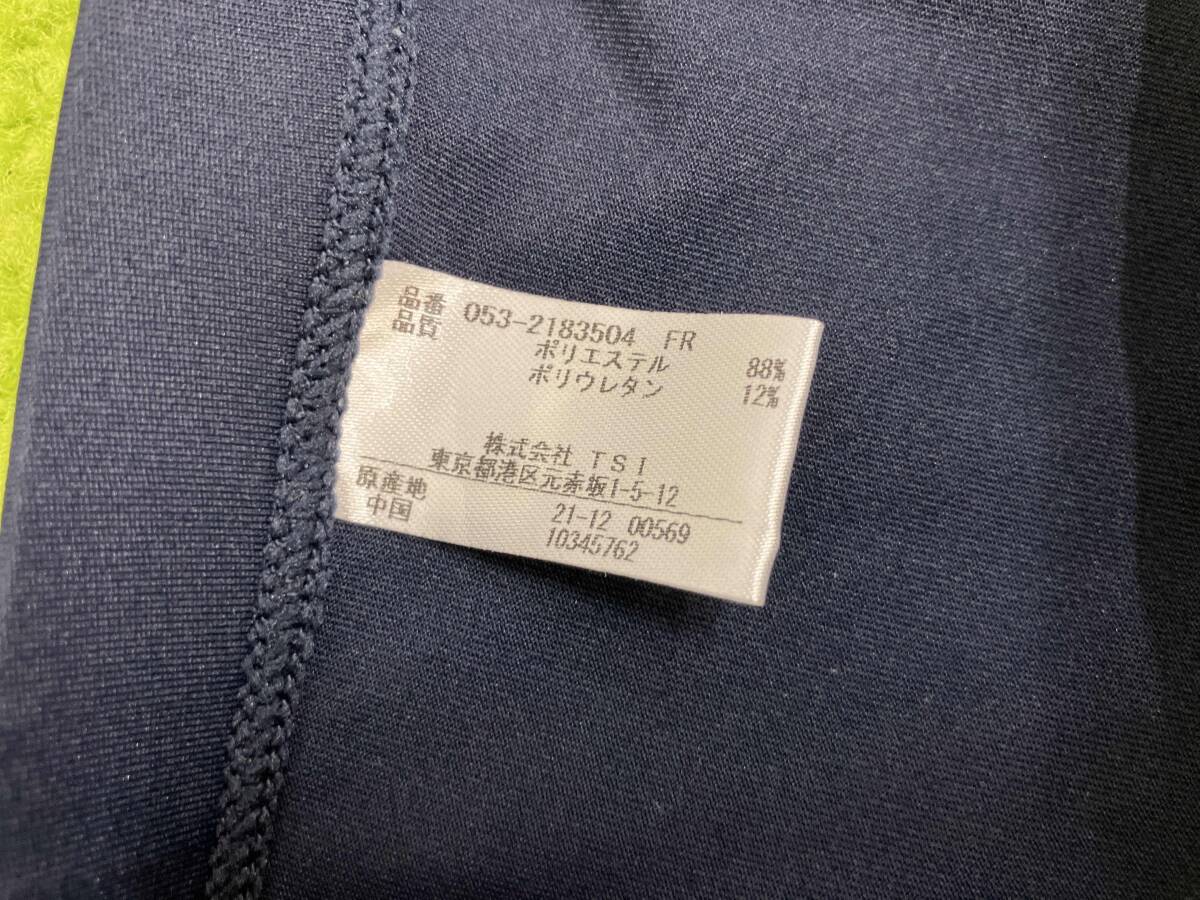 品番 053-2183504 FR
品質 ポリエステル 88%
ポリウレタン 12%
株式会社 TSI
東京都港区元赤坂1-5-12
原産地 21-12 00569
中国 10345762